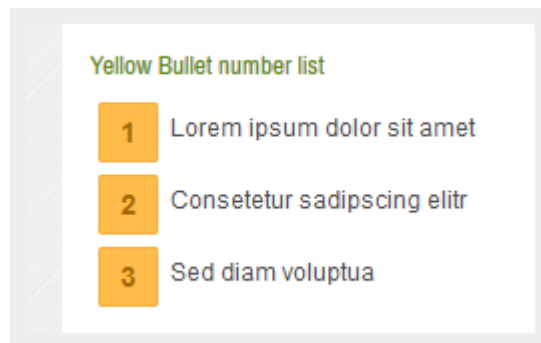 Yellow Bullet number list
1 Lorem ipsum dolor sit amet
2 Consetetur sadipscing elitr
3 Sed diam voluptua